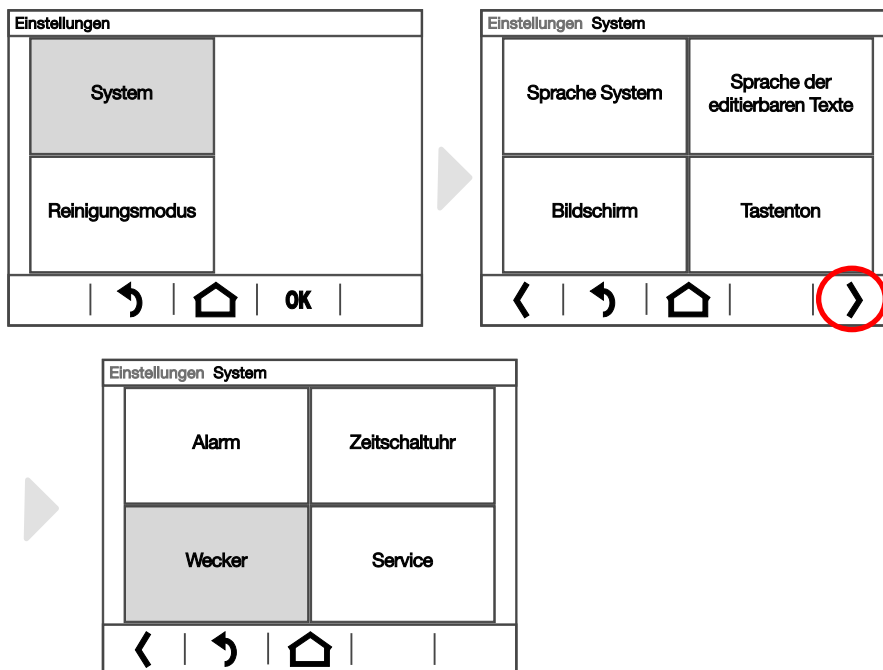 Einstellungen
System
Reinigungsmodus
OK
Einstellungen System
Sprache System
Sprache der
editierbaren Texte
Bildschirm
Tastenton
Einstellungen System
Alarm
Zeitschaltuhr
Wecker
Service